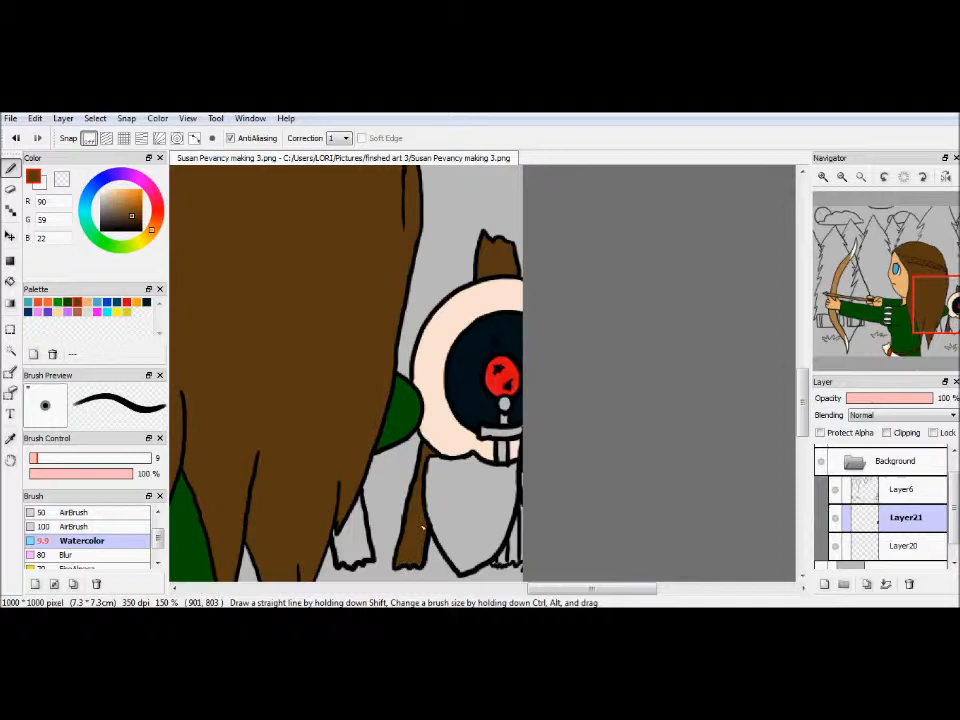 File Edit Layer Select Snap Color View Tool Window Help
Snap OFF AntiAliasing Correction 1 Soft Edge
Color
Susan Pevancy making 3.png - C:/Users/LORI/Pictures/finshed art 3/Susan Pevancy making 3.png
Navigator
R 90
G 59
B 22
Palette
---
Brush Preview
Layer
Opacity 100 %
Blending Normal
Protect Alpha Clipping Lock
Brush Control
9
100 %
Background
Layer6
Brush
50 AirBrush
100 AirBrush
Layer21
9.9 Watercolor
80 Blur
Layer20
1000 * 1000 pixel (7.3 * 7.3cm) 350 dpi 150 % ( 901, 803 ) Draw a straight line by holding down Shift, Change a brush size by holding down Ctrl, Alt, and drag